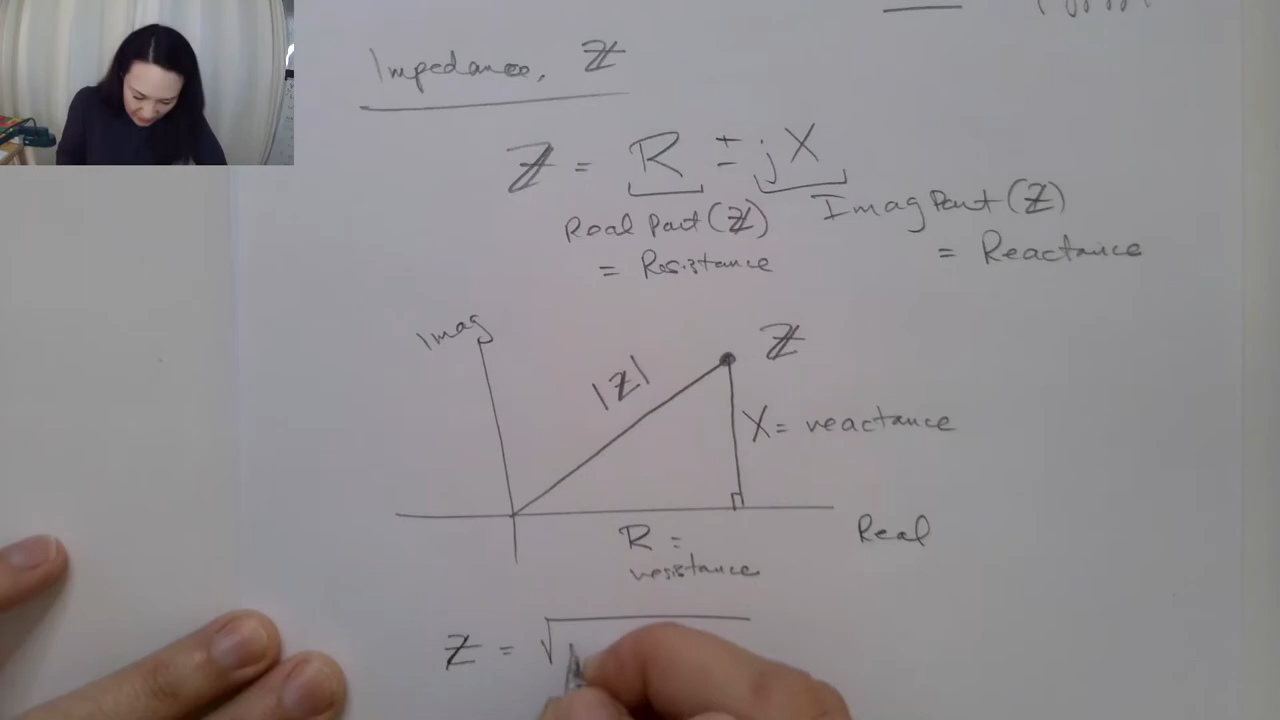 Impedance, Z
Z = R ± jX
Real Part (Z)
= Resistance
Imag Part (Z)
= Reactance
Imag
|Z|
Z
X = reactance
R =
resistance
Real
Z = √